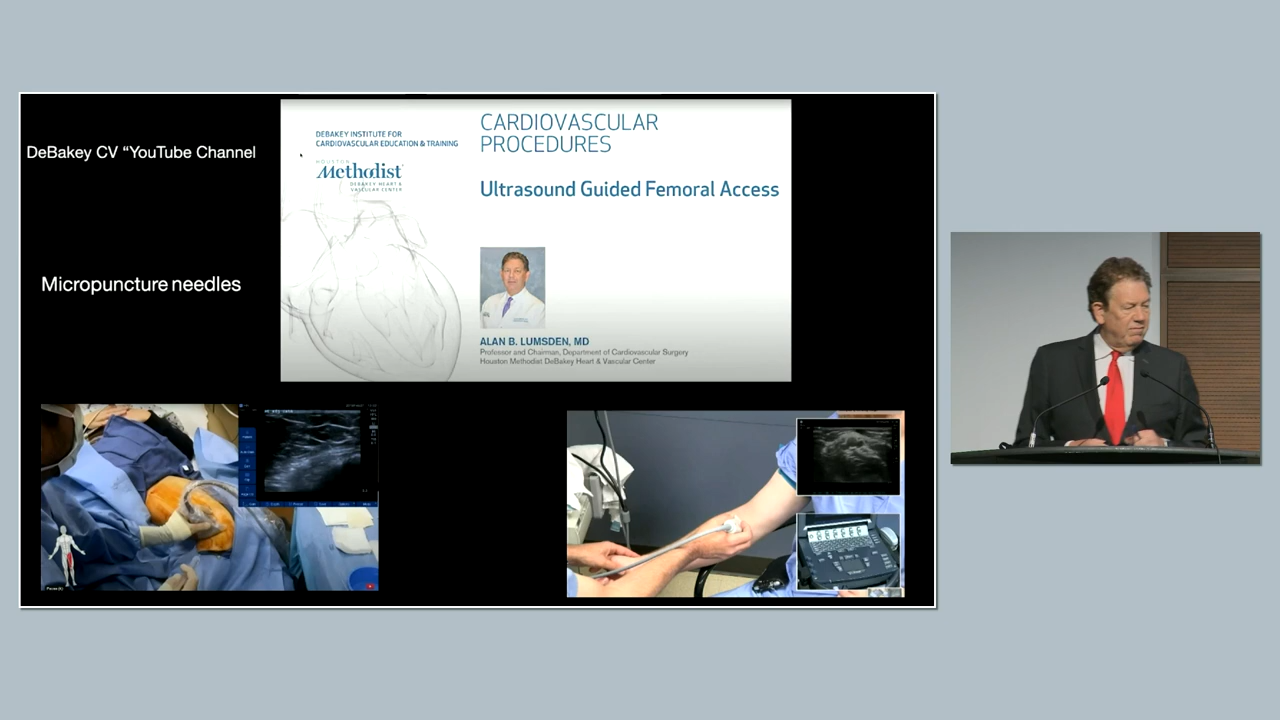 DeBakey CV “YouTube Channel
Micropuncture needles
DEBAKEY INSTITUTE FOR
CARDIOVASCULAR EDUCATION & TRAINING
HOUSTON
Methodist
DEBAKEY HEART &
VASCULAR CENTER
CARDIOVASCULAR
PROCEDURES
Ultrasound Guided Femoral Access
ALAN B. LUMSDEN, MD
Professor and Chairman, Department of Cardiovascular Surgery
Houston Methodist DeBakey Heart & Vascular Center